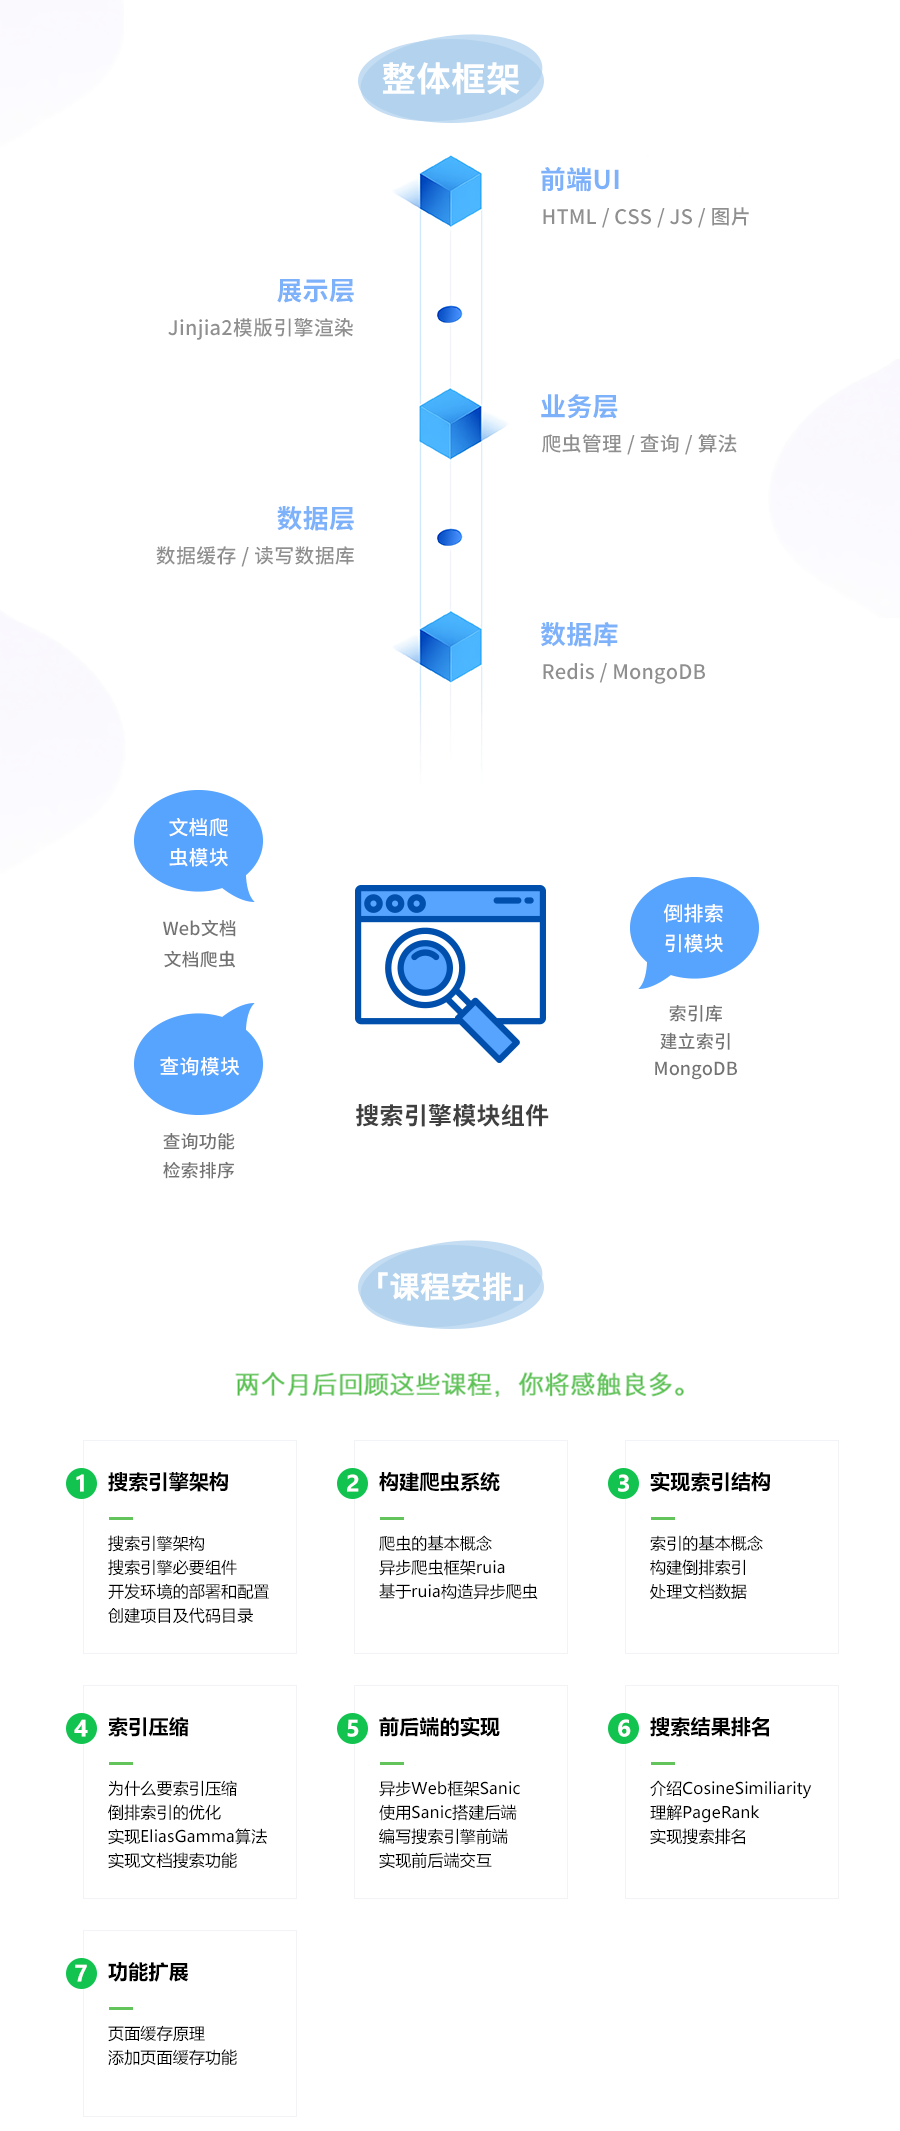 整体框架
前端UI
HTML / CSS / JS / 图片
展示层
Jinjia2模版引擎渲染
业务层
爬虫管理 / 查询 / 算法
数据层
数据缓存 / 读写数据库
数据库
Redis / MongoDB
文档爬
虫模块
Web文档
文档爬虫
倒排索
引模块
索引库
建立索引
MongoDB
查询模块
查询功能
检索排序
搜索引擎模块组件
「课程安排」
两个月后回顾这些课程，你将感触良多。
1 搜索引擎架构
搜索引擎架构
搜索引擎必要组件
开发环境的部署和配置
创建项目及代码目录
2 构建爬虫系统
爬虫的基本概念
异步爬虫框架ruia
基于ruia构造异步爬虫
3 实现索引结构
索引的基本概念
构建倒排索引
处理文档数据
4 索引压缩
为什么要索引压缩
倒排索引的优化
实现EliasGamma算法
实现文档搜索功能
5 前后端的实现
异步Web框架Sanic
使用Sanic搭建后端
编写搜索引擎前端
实现前后端交互
6 搜索结果排名
介绍CosineSimiliarity
理解PageRank
实现搜索排名
7 功能扩展
页面缓存原理
添加页面缓存功能